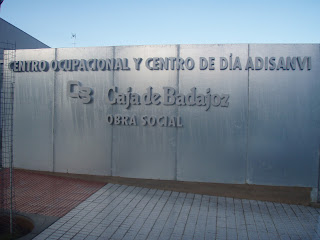 CENTRO OCUPACIONAL Y CENTRO DE DÍA ADISANVI
Caja de Badajoz
OBRA SOCIAL